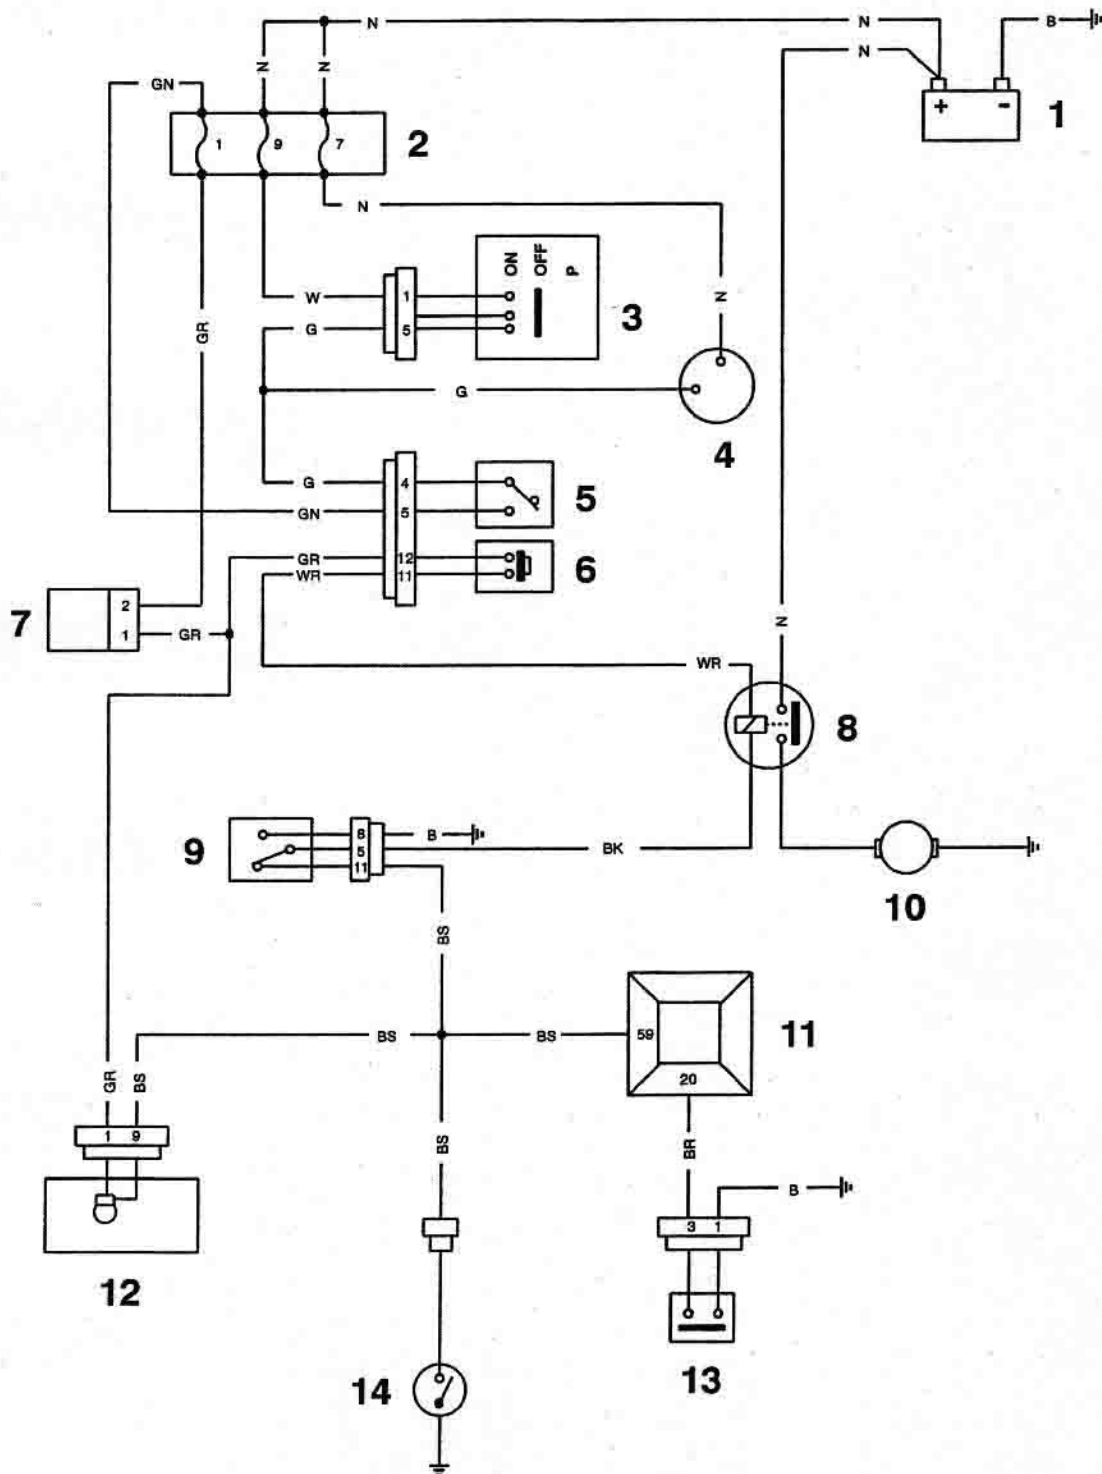 N N B
N
N N
GN
+ - 1
1 9 7 2
N
ON OFF P
W 1
N
G 5 3
GR
G
4
G 4
5
GN 5
GR 12
6
WR 11
2
7
1 GR
N
WR
8
8 B
9
5 BK
11
10
BS
BS BS 59 11
20
GR BS
BS BR
1 9
B
3 1
12
13
14